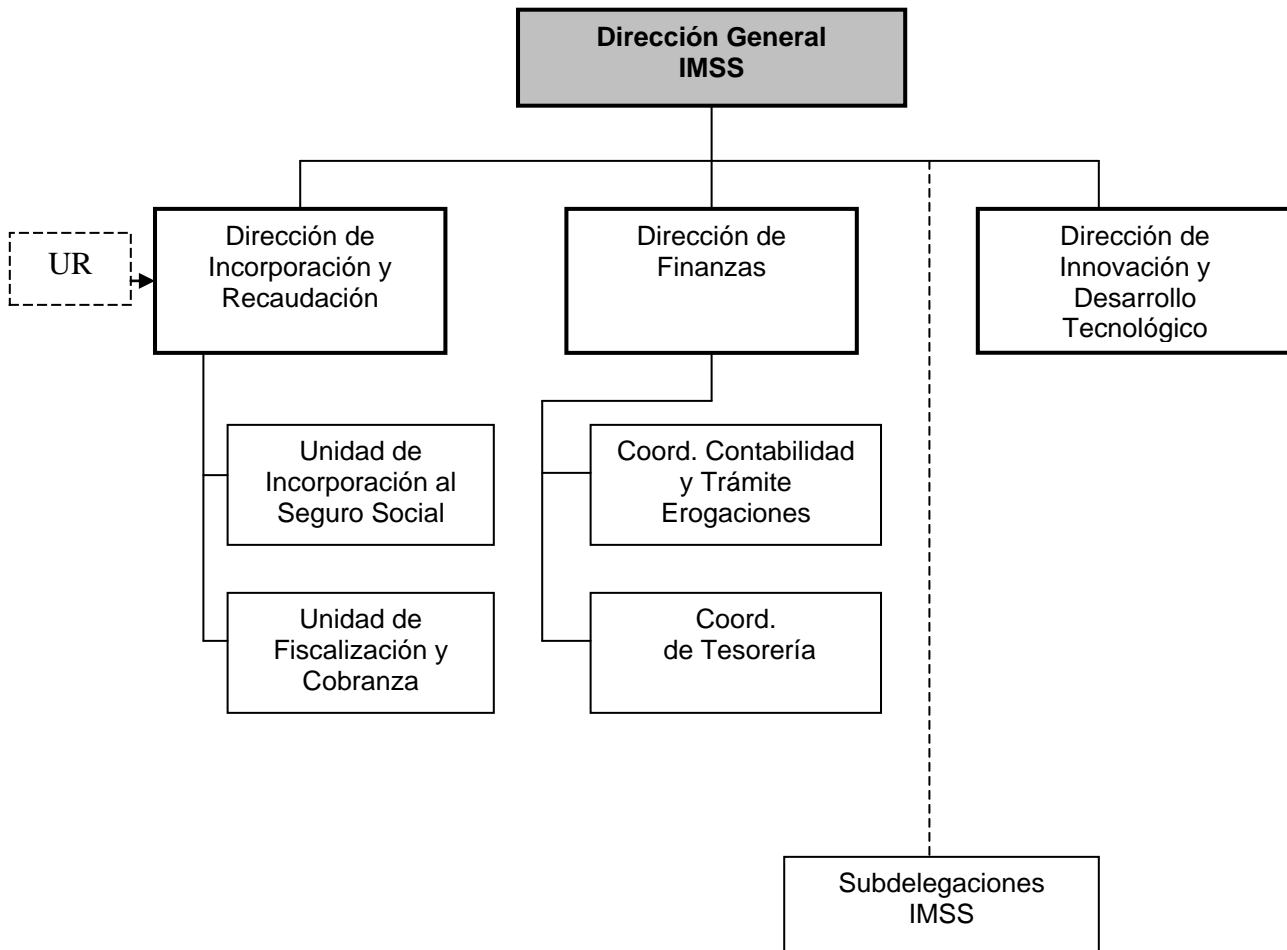 Dirección General
IMSS
UR
Dirección de
Incorporación y
Recaudación
Dirección de
Finanzas
Dirección de
Innovación y
Desarrollo
Tecnológico
Unidad de
Incorporación al
Seguro Social
Coord. Contabilidad
y Trámite
Erogaciones
Unidad de
Fiscalización y
Cobranza
Coord.
de Tesorería
Subdelegaciones
IMSS